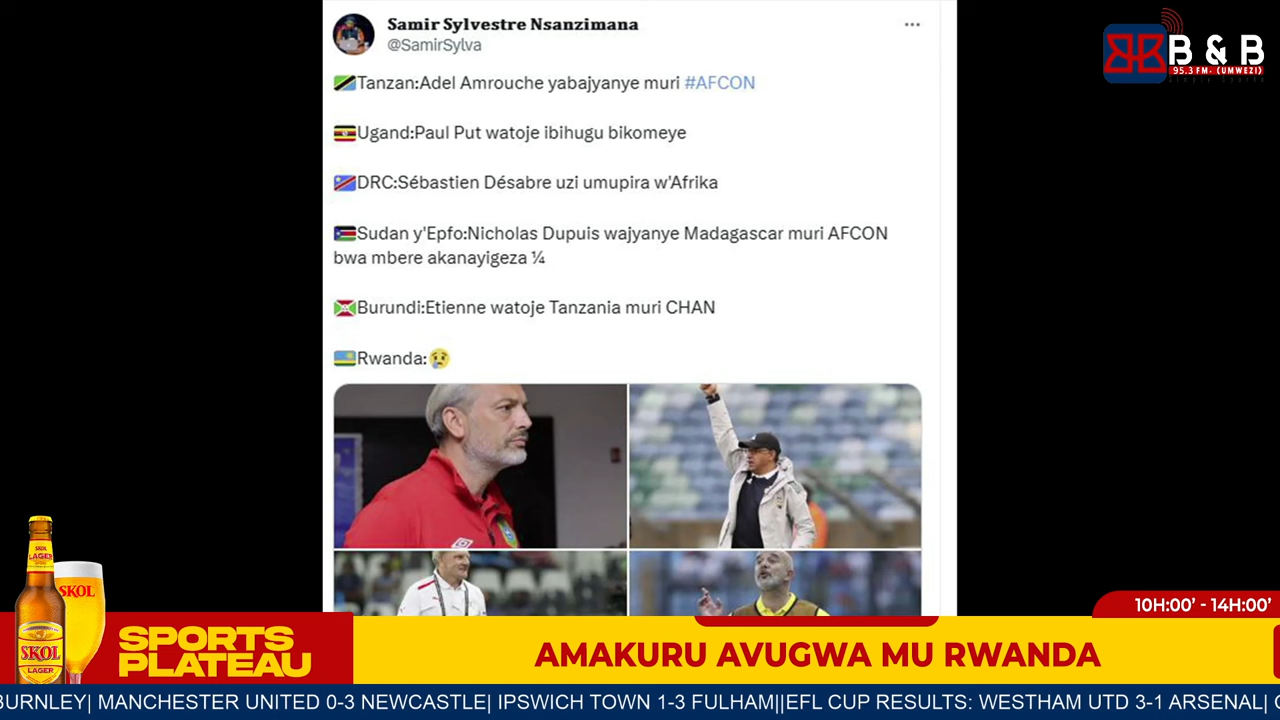 Samir Sylvestre Nsanzimana
@SamirSylva
Tanzan:Adel Amrouche yabajyanye muri #AFCON
Ugand:Paul Put watoje ibihugu bikomeye
DRC:Sébastien Désabre uzi umupira w'Afrika
Sudan y'Epfo:Nicholas Dupuis wajyanye Madagascar muri AFCON
bwa mbere akanayigeza ¼
Burundi:Etienne watoje Tanzania muri CHAN
Rwanda:😢
B & B
95.3 FM- (UMWEZI)
SKOL
LAGER
SKOL
SKOL
LAGER
SPORTS
PLATEAU
10H:00' - 14H:00'
AMAKURU AVUGWA MU RWANDA
BURNLEY| MANCHESTER UNITED 0-3 NEWCASTLE| IPSWICH TOWN 1-3 FULHAM||EFL CUP RESULTS: WESTHAM UTD 3-1 ARSENAL|